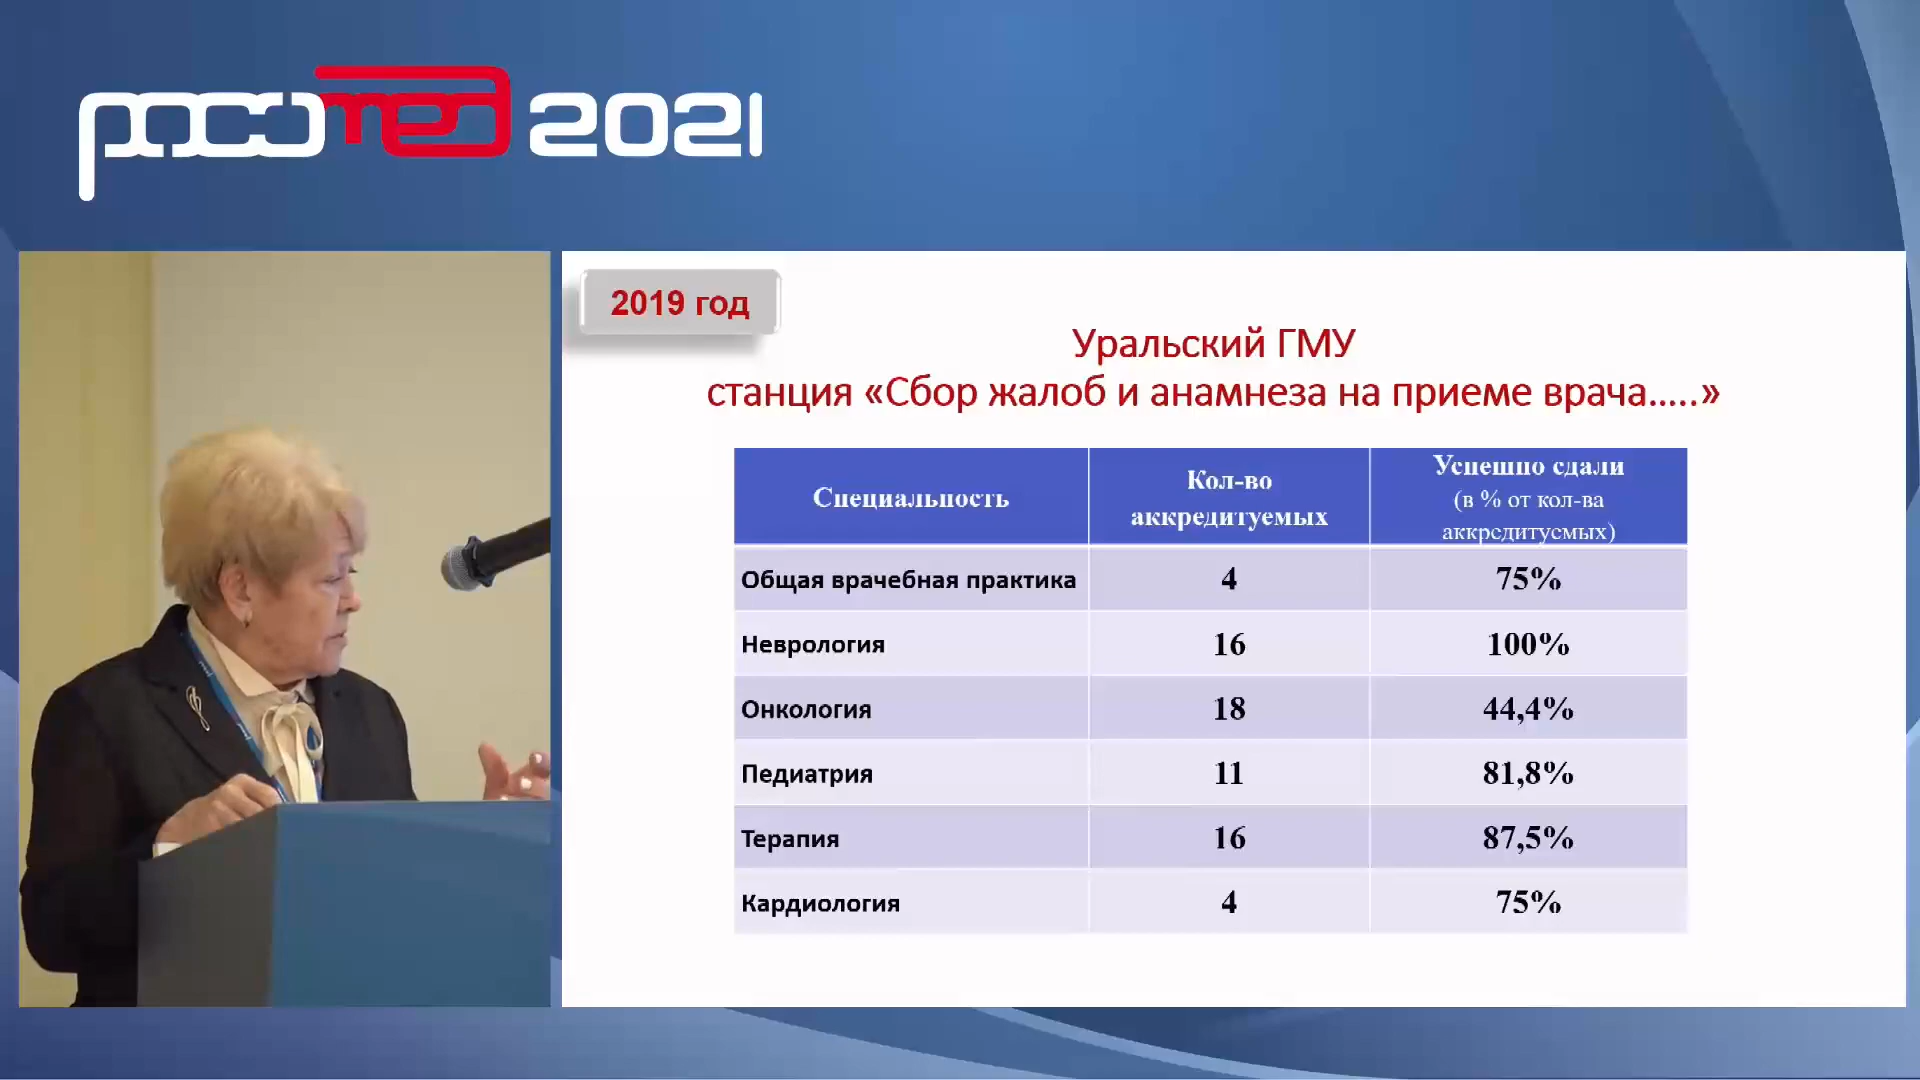 росомед 2021
2019 год
Уральский ГМУ
станция «Сбор жалоб и анамнеза на приеме врача.....»
Специальность
Кол-во
аккредитуемых
Успешно сдали
(в % от кол-ва
аккредитуемых)
Общая врачебная практика 4 75%
Неврология 16 100%
Онкология 18 44,4%
Педиатрия 11 81,8%
Терапия 16 87,5%
Кардиология 4 75%